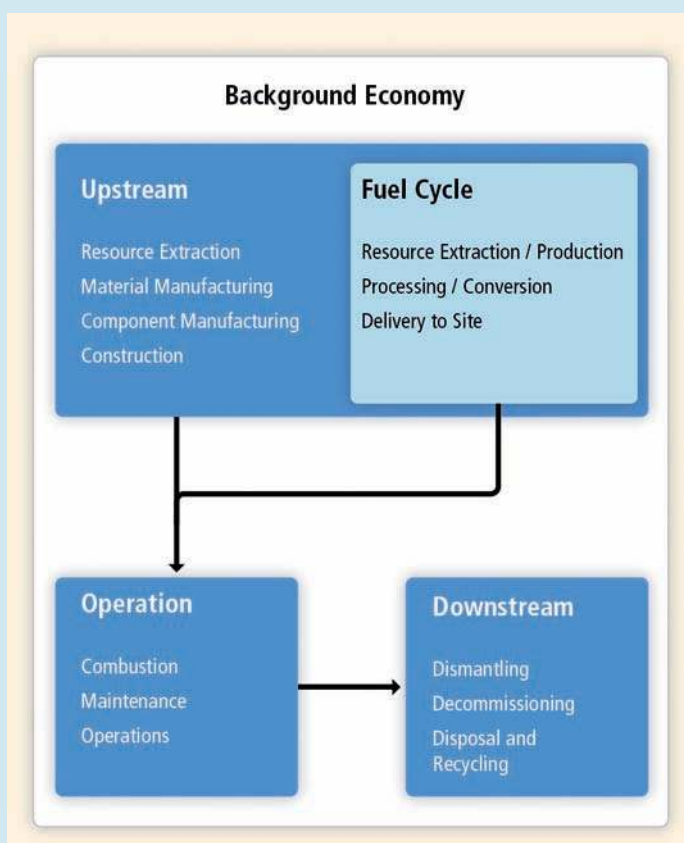 Background Economy
Upstream
Resource Extraction
Material Manufacturing
Component Manufacturing
Construction
Fuel Cycle
Resource Extraction / Production
Processing / Conversion
Delivery to Site
Operation
Combustion
Maintenance
Operations
Downstream
Dismantling
Decommissioning
Disposal and
Recycling